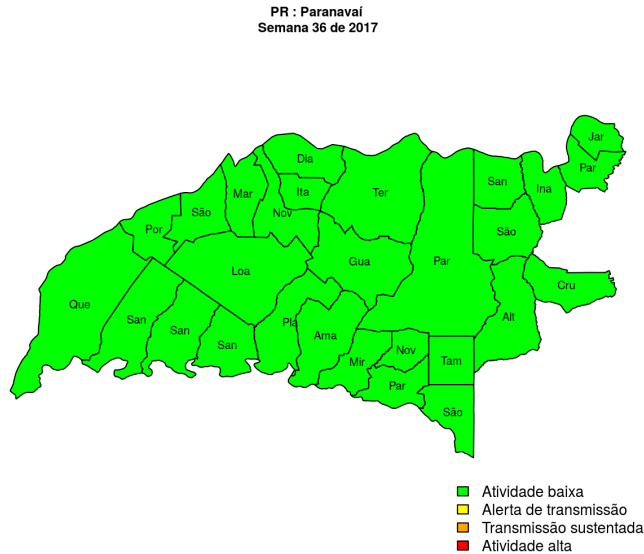 PR : Paranavaí
Semana 36 de 2017
Jar
Par
Dia
San
Ina
Ita
Ter
Mar
São
Nov
Por
São
Par
Gua
Loa
Cru
Que
San
San
Pla
Alt
Ama
San
Nov
Mir
Tam
Par
São
Atividade baixa
Alerta de transmissão
Transmissão sustentada
Atividade alta